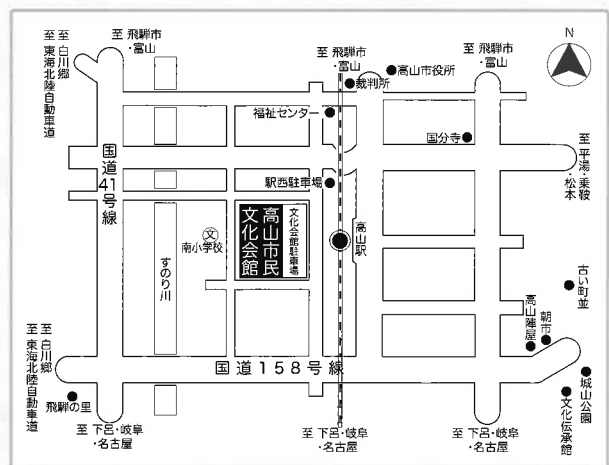 至 白川郷
東海北陸自動車道
至 飛騨市
・富山
至 飛騨市
・富山
至 飛騨市
・富山
N
高山市役所
裁判所
福祉センター
国分寺
至 平湯・乗鞍
・松本
国道41号線
駅西駐車場
文
南小学校
高山市民
文化会館
文化会館駐車場
高山駅
すのり川
古い町並
朝市
高山陣屋
至 白川郷
至 東海北陸自動車道
国道158号線
飛騨の里
城山公園
文化伝承館
至 下呂・岐阜
・名古屋
至 下呂・岐阜
・名古屋
至 下呂・岐阜
・名古屋